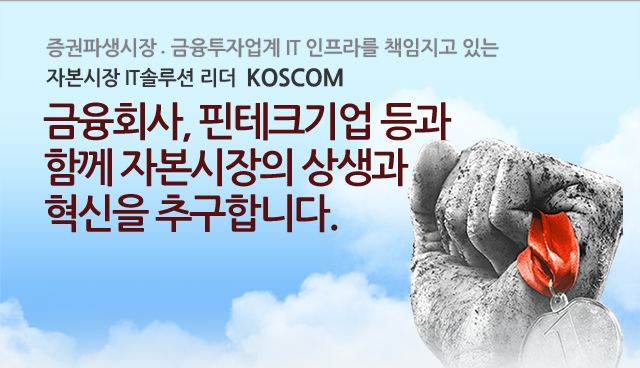 증권파생시장 · 금융투자업계 IT 인프라를 책임지고 있는
자본시장 IT솔루션 리더 KOSCOM
금융회사, 핀테크기업 등과
함께 자본시장의 상생과
혁신을 추구합니다.
1